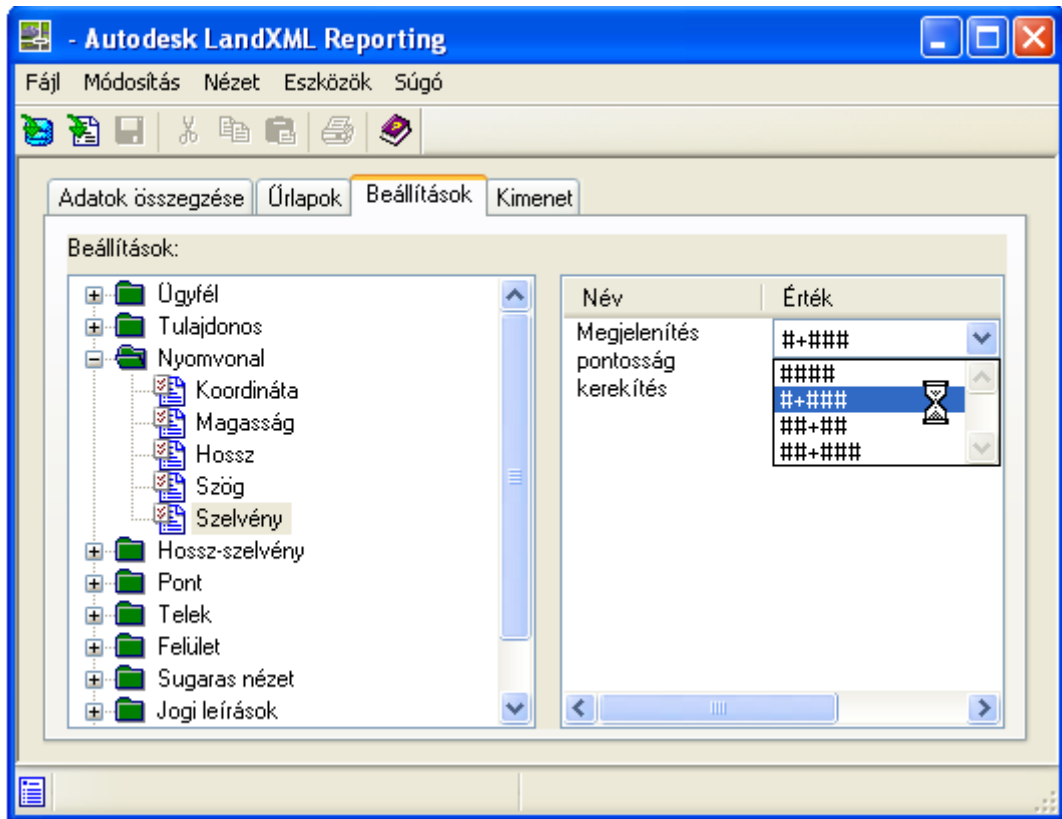 - Autodesk LandXML Reporting
Fájl Módosítás Nézet Eszközök Súgó
Adatok összegzése Űrlapok Beállítások Kimenet
Beállítások:
Ügyfél
Tulajdonos
Nyomvonal
Koordináta
Magasság
Hossz
Szög
Szelvény
Hossz-szelvény
Pont
Telek
Felület
Sugaras nézet
Jogi leírások
Név Érték
Megjelenítés #+###
pontosság
kerekítés
####
#+###
##+##
##+###